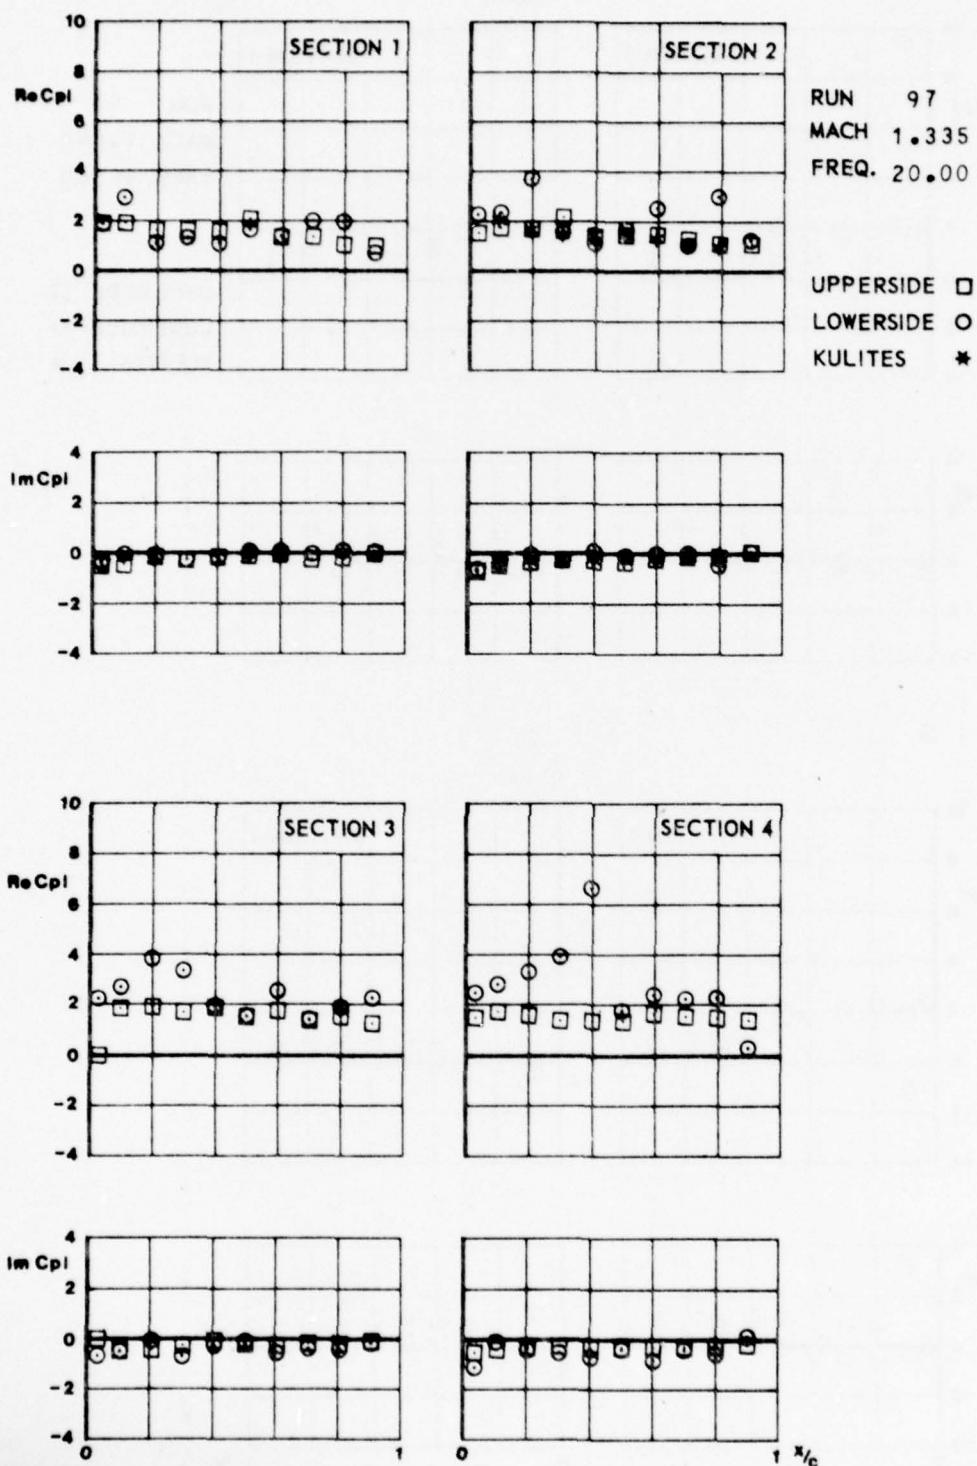 SECTION 1
SECTION 2
10
8
ReCpl
6
4
2
0
-2
-4
RUN 97
MACH 1.335
FREQ. 20.00
UPPERSIDE □
LOWERSIDE ○
KULITES *
4
ImCpl
2
0
-2
-4
SECTION 3
SECTION 4
10
8
ReCpl
6
4
2
0
-2
-4
4
Im Cpl
2
0
-2
-4
0 1 0 1 x/c